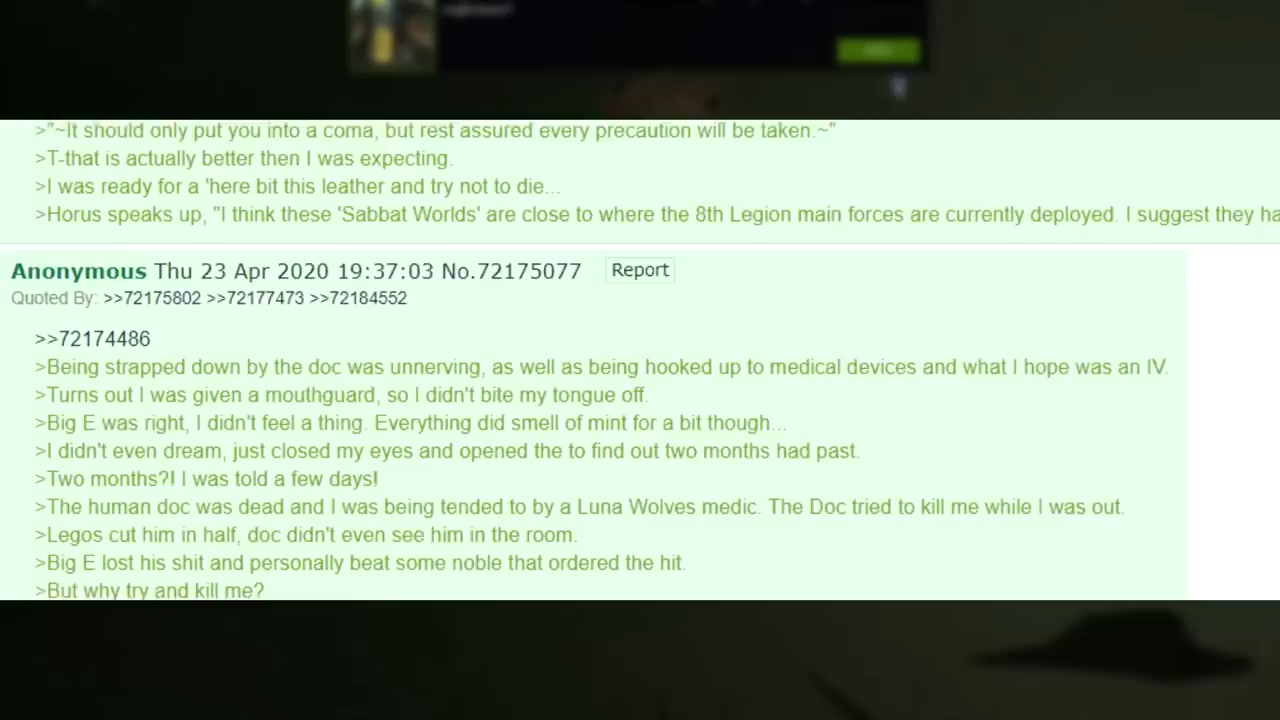 >"~It should only put you into a coma, but rest assured every precaution will be taken.~"
>T-that is actually better then I was expecting.
>I was ready for a 'here bit this leather and try not to die...
>Horus speaks up, "I think these 'Sabbat Worlds' are close to where the 8th Legion main forces are currently deployed. I suggest they ha
Anonymous Thu 23 Apr 2020 19:37:03 No.72175077 Report
Quoted By: >>72175802 >>72177473 >>72184552
>>72174486
>Being strapped down by the doc was unnerving, as well as being hooked up to medical devices and what I hope was an IV.
>Turns out I was given a mouthguard, so I didn't bite my tongue off.
>Big E was right, I didn't feel a thing. Everything did smell of mint for a bit though...
>I didn't even dream, just closed my eyes and opened the to find out two months had past.
>Two months?! I was told a few days!
>The human doc was dead and I was being tended to by a Luna Wolves medic. The Doc tried to kill me while I was out.
>Legos cut him in half, doc didn't even see him in the room.
>Big E lost his shit and personally beat some noble that ordered the hit.
>But why try and kill me?